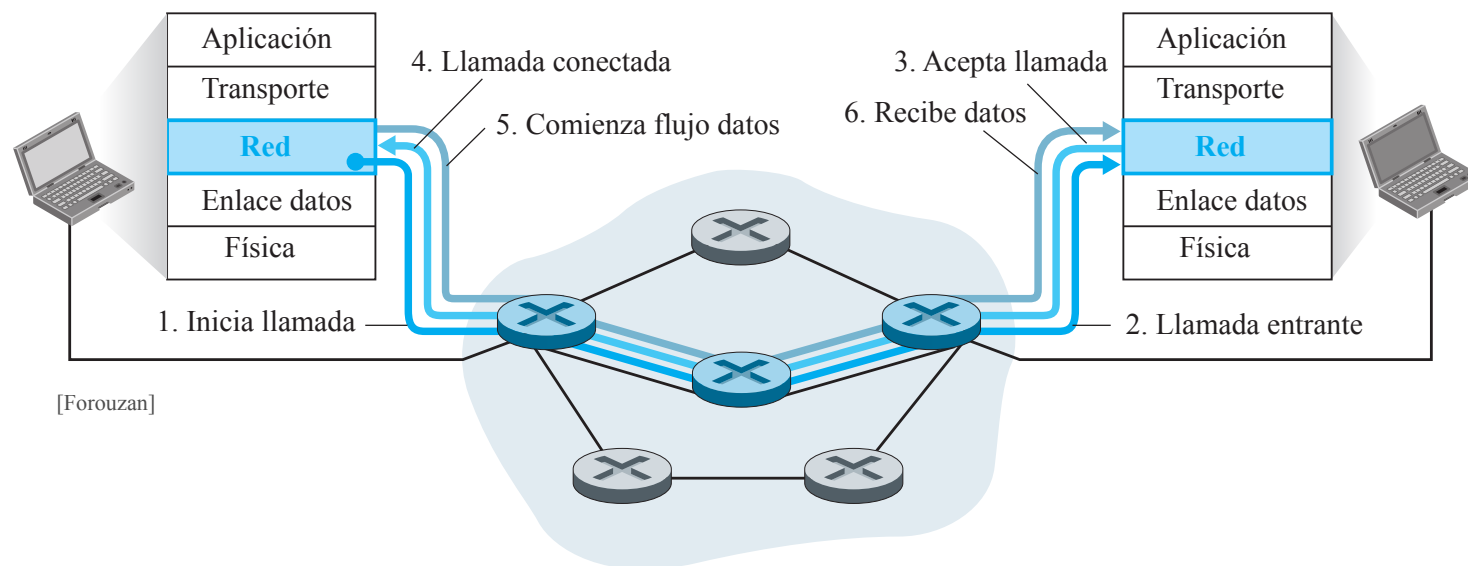 Aplicación
Transporte
Red
Enlace datos
Física
4. Llamada conectada
5. Comienza flujo datos
1. Inicia llamada
3. Acepta llamada
6. Recibe datos
2. Llamada entrante
Aplicación
Transporte
Red
Enlace datos
Física
[Forouzan]